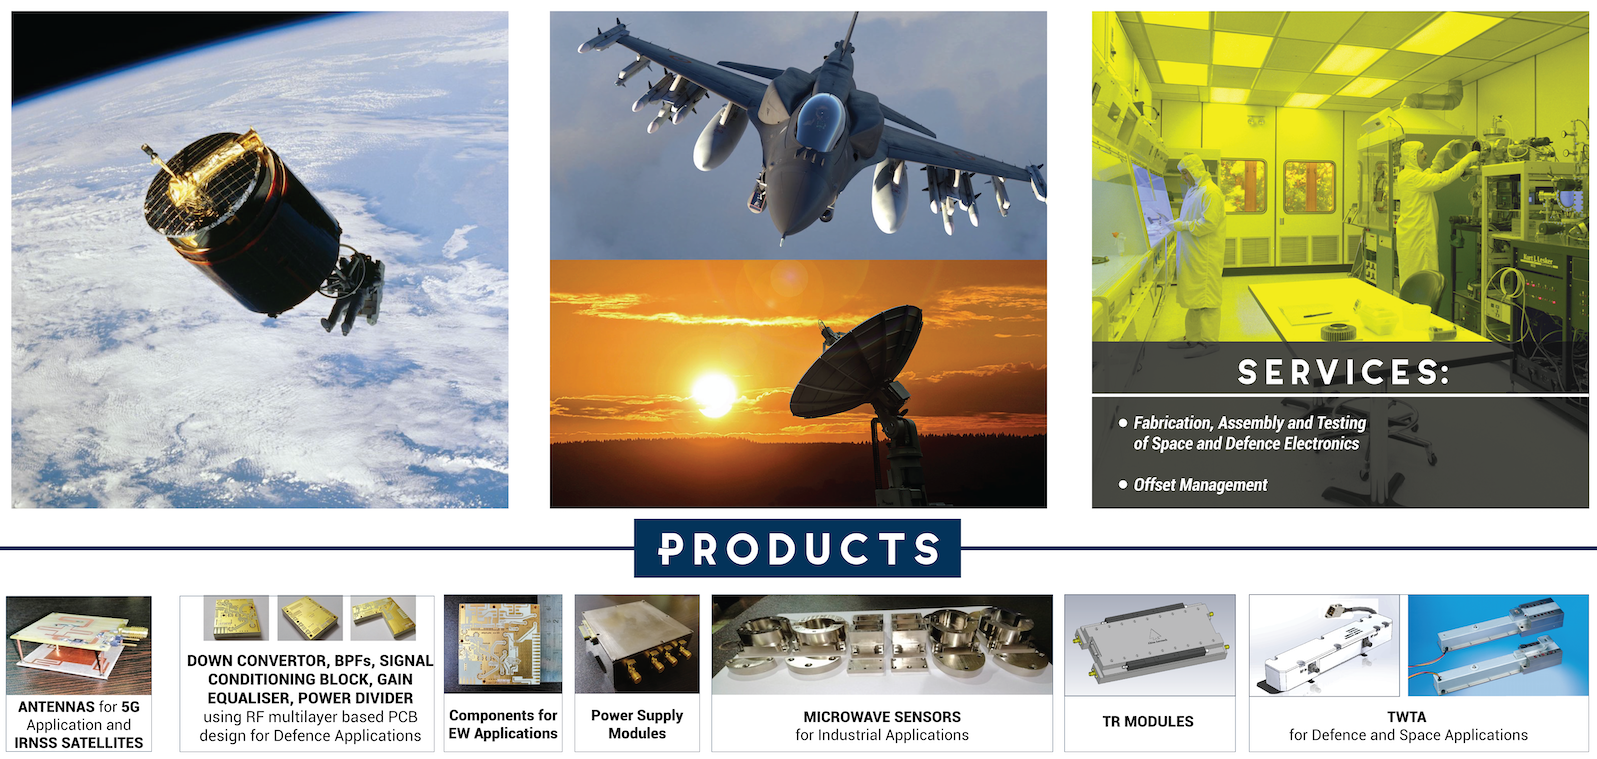 SERVICES:
● Fabrication, Assembly and Testing
of Space and Defence Electronics
● Offset Management
PRODUCTS
ANTENNAS for 5G
Application and
IRNSS SATELLITES
DOWN CONVERTOR, BPFs, SIGNAL
CONDITIONING BLOCK, GAIN
EQUALISER, POWER DIVIDER
using RF multilayer based PCB
design for Defence Applications
Components for
EW Applications
Power Supply
Modules
MICROWAVE SENSORS
for Industrial Applications
TR MODULES
TWTA
for Defence and Space Applications